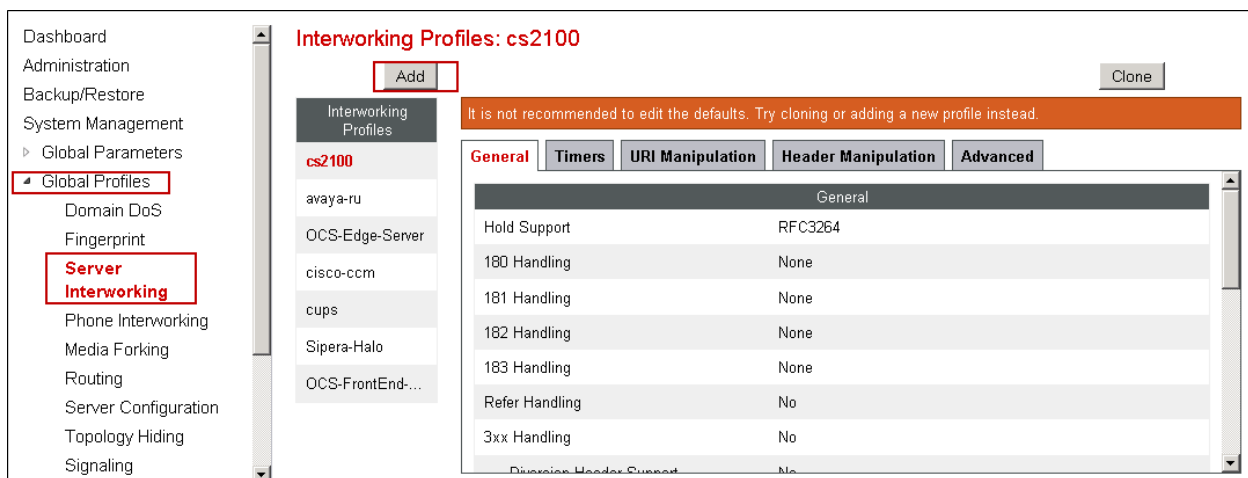 Dashboard
Administration
Backup/Restore
System Management
Global Parameters
Global Profiles
Domain DoS
Fingerprint
Server
Interworking
Phone Interworking
Media Forking
Routing
Server Configuration
Topology Hiding
Signaling
Interworking Profiles: cs2100
Add
Clone
Interworking
Profiles
cs2100
avaya-ru
OCS-Edge-Server
cisco-ccm
cups
Sipera-Halo
OCS-FrontEnd-...
It is not recommended to edit the defaults. Try cloning or adding a new profile instead.
General Timers URI Manipulation Header Manipulation Advanced
General
Hold Support RFC3264
180 Handling None
181 Handling None
182 Handling None
183 Handling None
Refer Handling No
3xx Handling No
Diversion Header Support No